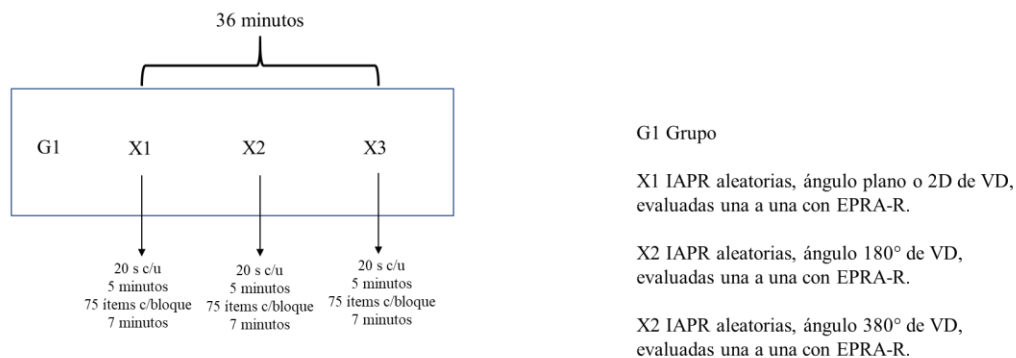 36 minutos
G1 X1 X2 X3
20 s c/u
5 minutos
75 ítems c/bloque
7 minutos
20 s c/u
5 minutos
75 ítems c/bloque
7 minutos
20 s c/u
5 minutos
75 ítems c/bloque
7 minutos
G1 Grupo
X1 IAPR aleatorias, ángulo plano o 2D de VD,
evaluadas una a una con EPRA-R.
X2 IAPR aleatorias, ángulo 180° de VD,
evaluadas una a una con EPRA-R.
X2 IAPR aleatorias, ángulo 380° de VD,
evaluadas una a una con EPRA-R.